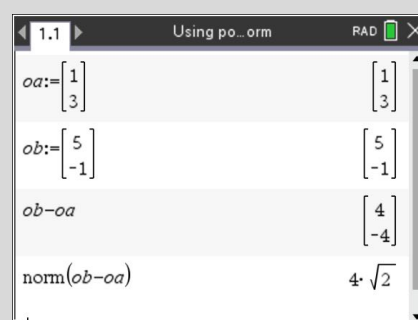 1.1 Using po...orm RAD
oa:=[1 3] [1 3]
ob:=[5 -1] [5 -1]
ob-oa [4 -4]
norm(ob-oa) 4·√2